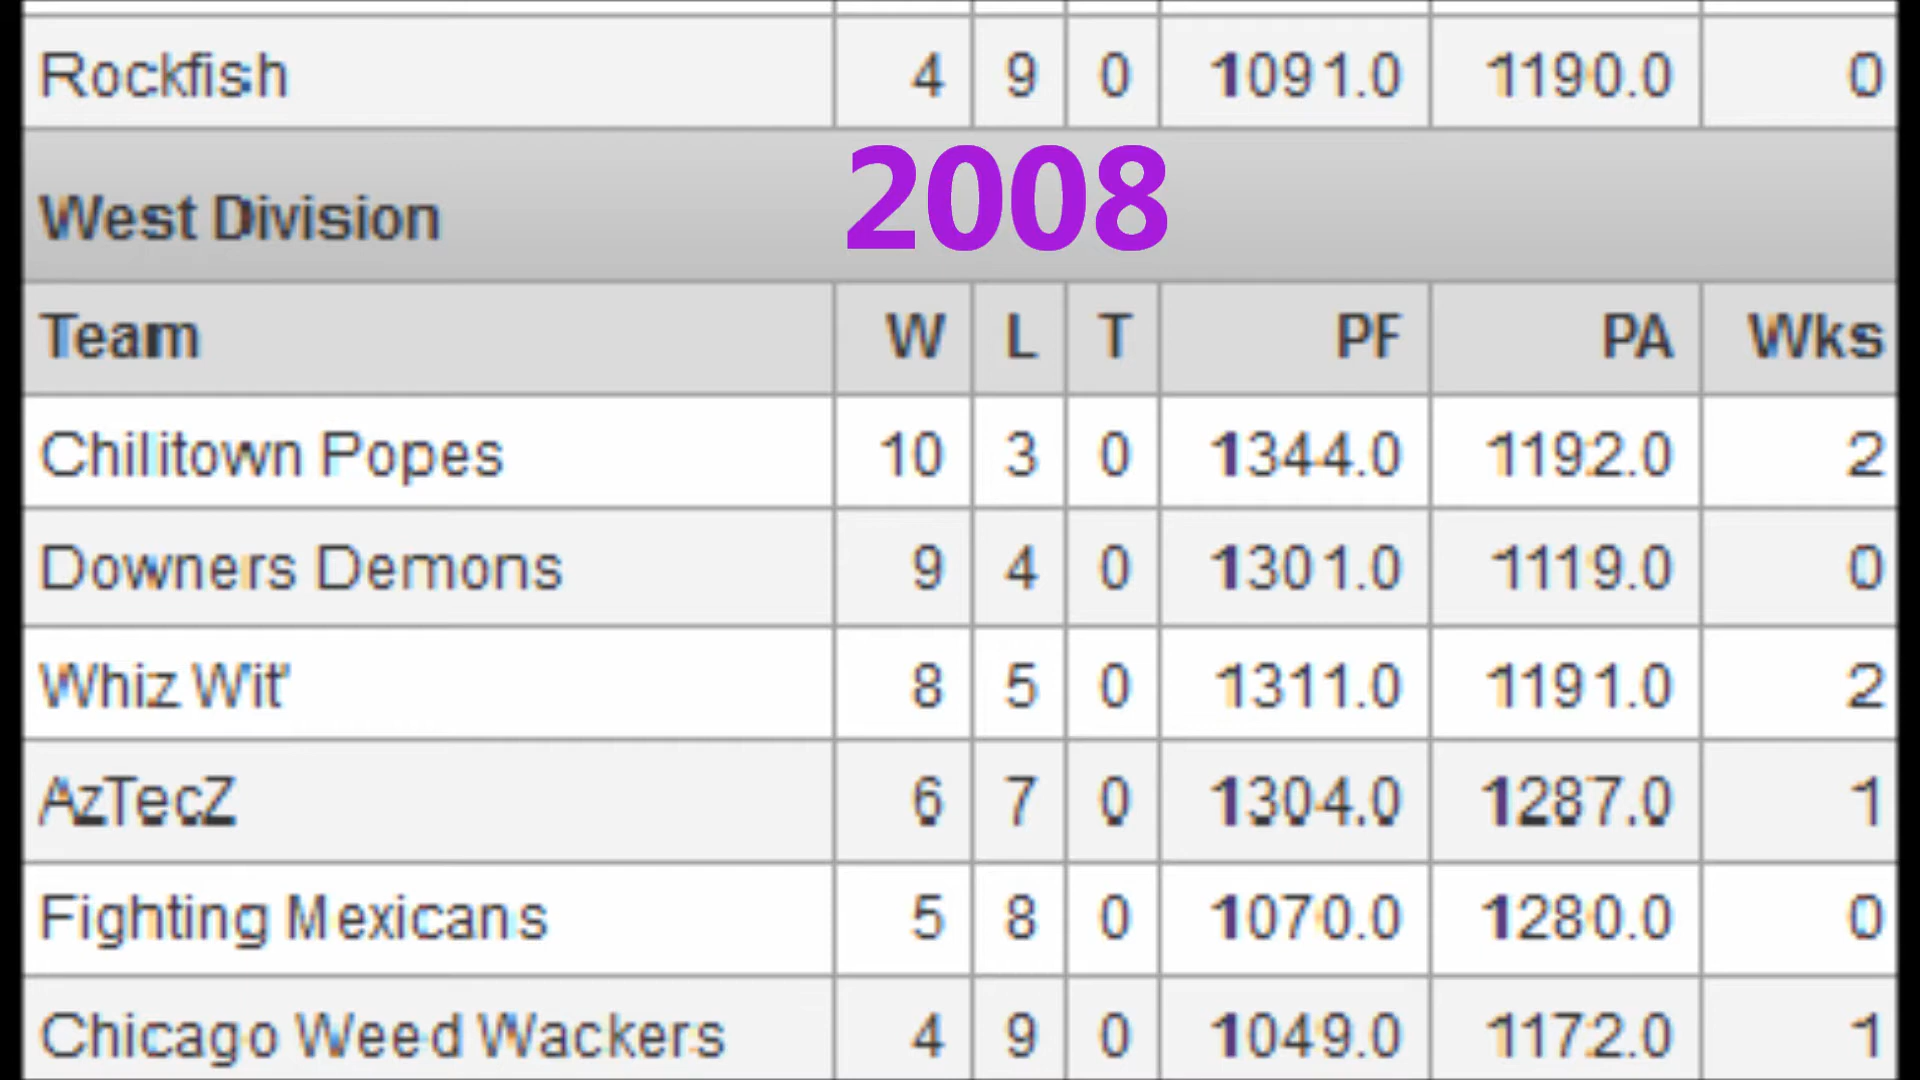 Rockfish 4 9 0 1091.0 1190.0 0
West Division 2008
Team W L T PF PA Wks
Chilitown Popes 10 3 0 1344.0 1192.0 2
Downers Demons 9 4 0 1301.0 1119.0 0
Whiz Wit' 8 5 0 1311.0 1191.0 2
AzTecZ 6 7 0 1304.0 1287.0 1
Fighting Mexicans 5 8 0 1070.0 1280.0 0
Chicago Weed Wackers 4 9 0 1049.0 1172.0 1